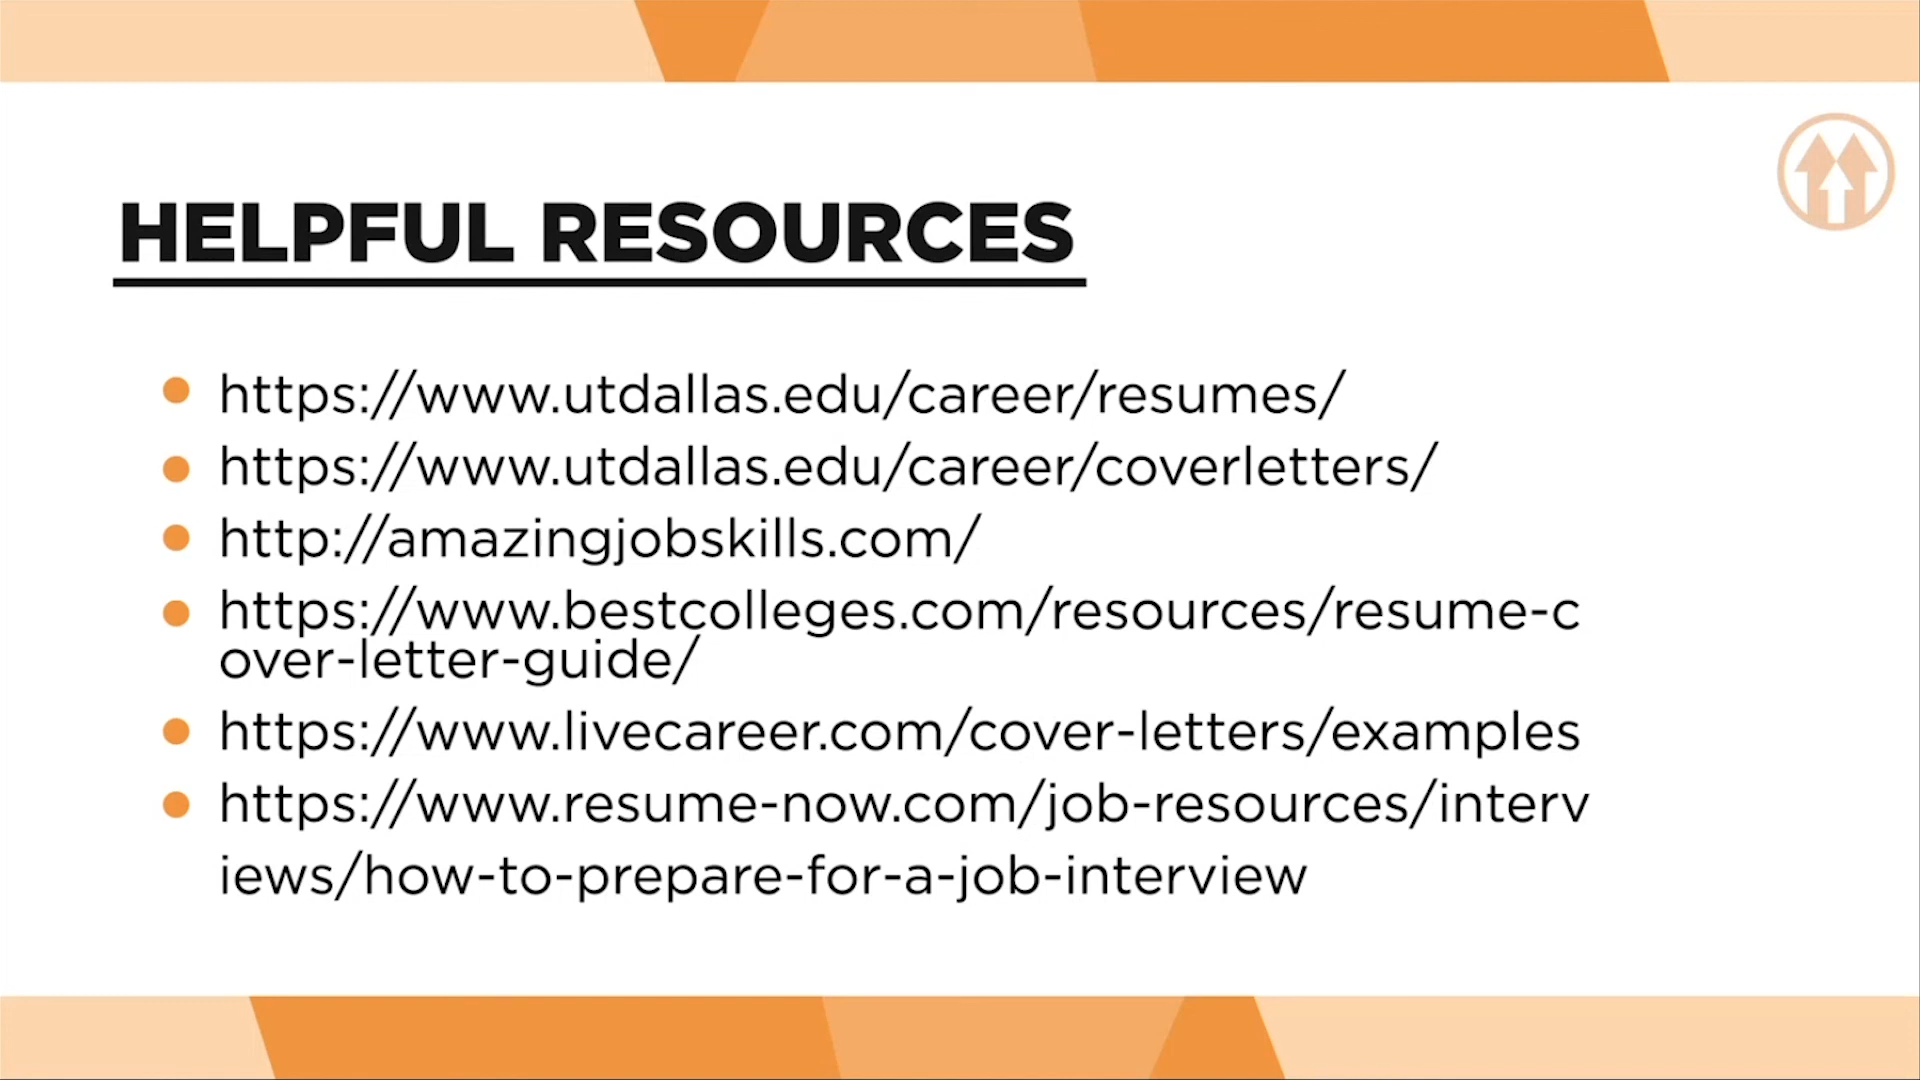 HELPFUL RESOURCES
https://www.utdallas.edu/career/resumes/
https://www.utdallas.edu/career/coverletters/
http://amazingjobskills.com/
https://www.bestcolleges.com/resources/resume-c
over-letter-guide/
https://www.livecareer.com/cover-letters/examples
https://www.resume-now.com/job-resources/interv
iews/how-to-prepare-for-a-job-interview